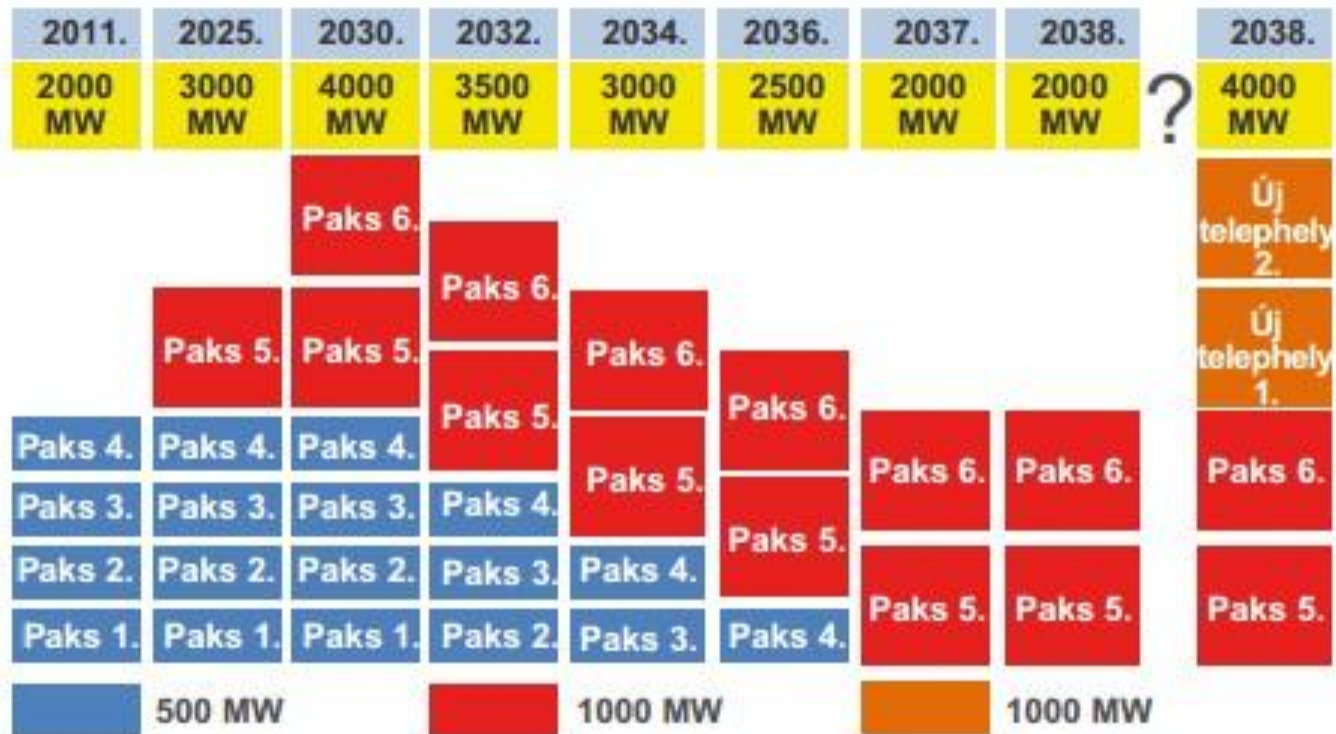 2011. 2025. 2030. 2032. 2034. 2036. 2037. 2038. 2038.
2000 3000 4000 3500 3000 2500 2000 2000 ? 4000
MW MW MW MW MW MW MW MW MW
Paks 6. Új
telephely
2.
Paks 6.
Paks 5. Paks 5. Paks 6. Új
telephely
1.
Paks 5. Paks 6.
Paks 4. Paks 4. Paks 4.
Paks 5. Paks 6. Paks 6. Paks 6.
Paks 3. Paks 3. Paks 3. Paks 4.
Paks 5.
Paks 2. Paks 2. Paks 2. Paks 3. Paks 4.
Paks 5. Paks 5. Paks 5.
Paks 1. Paks 1. Paks 1. Paks 2. Paks 3. Paks 4.
500 MW 1000 MW 1000 MW